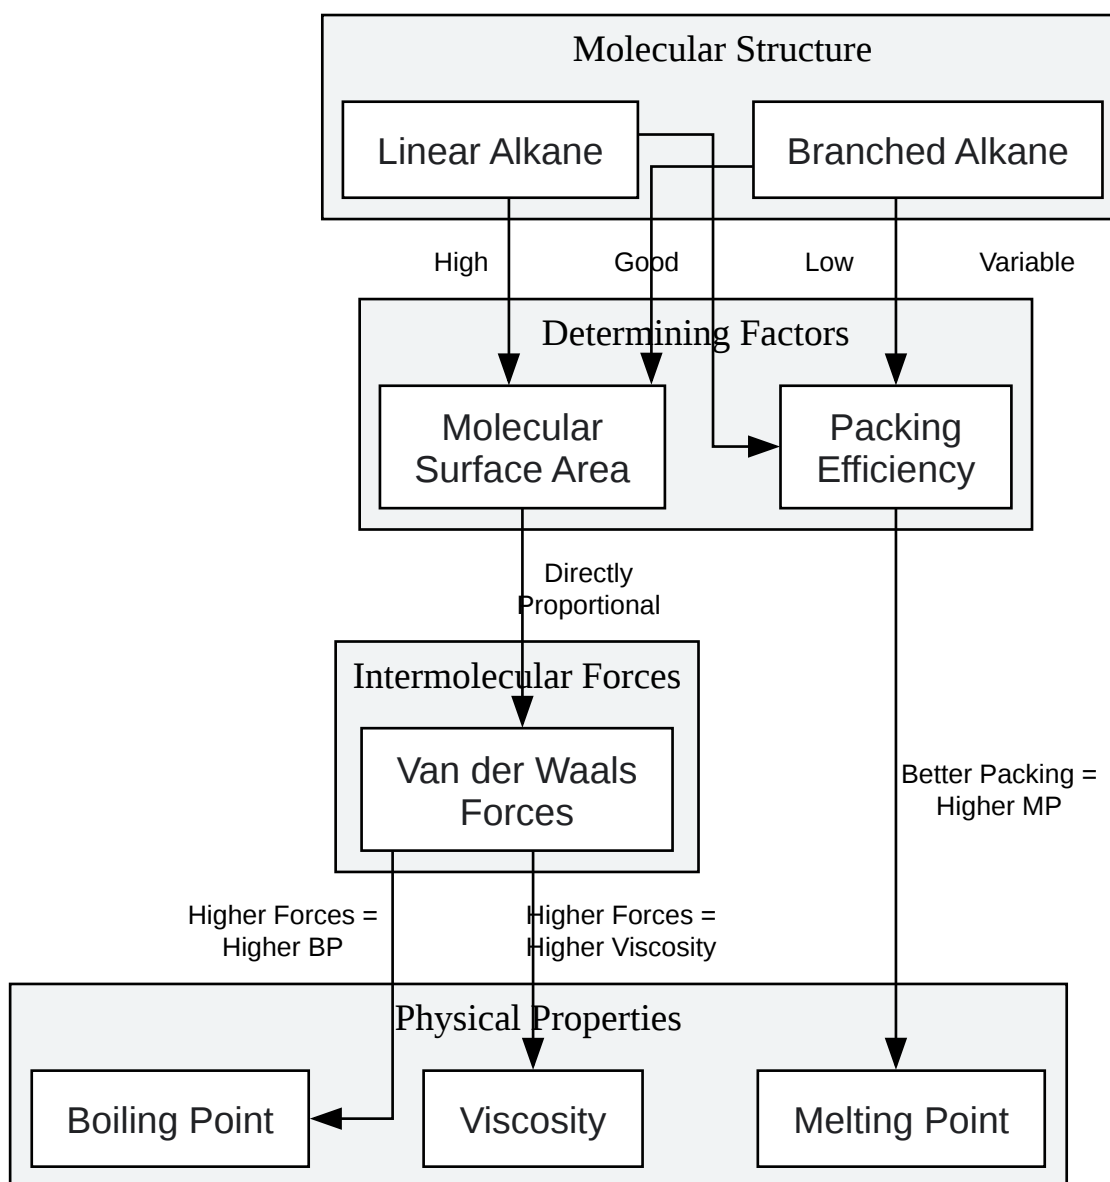 Molecular Structure
Linear Alkane
Branched Alkane
High
Good
Low
Variable
Determining Factors
Molecular
Surface Area
Packing
Efficiency
Directly
Proportional
Intermolecular Forces
Van der Waals
Forces
Better Packing =
Higher MP
Higher Forces =
Higher BP
Higher Forces =
Higher Viscosity
Physical Properties
Boiling Point
Viscosity
Melting Point